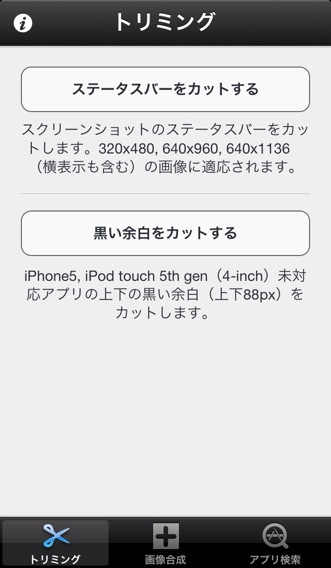 トリミング
ステータスバーをカットする
スクリーンショットのステータスバーをカッ
トします。320x480, 640x960, 640x1136
（横表示も含む）の画像に適応されます。
黒い余白をカットする
iPhone5, iPod touch 5th gen（4-inch）未対
応アプリの上下の黒い余白（上下88px）を
カットします。
トリミング
画像合成
アプリ検索